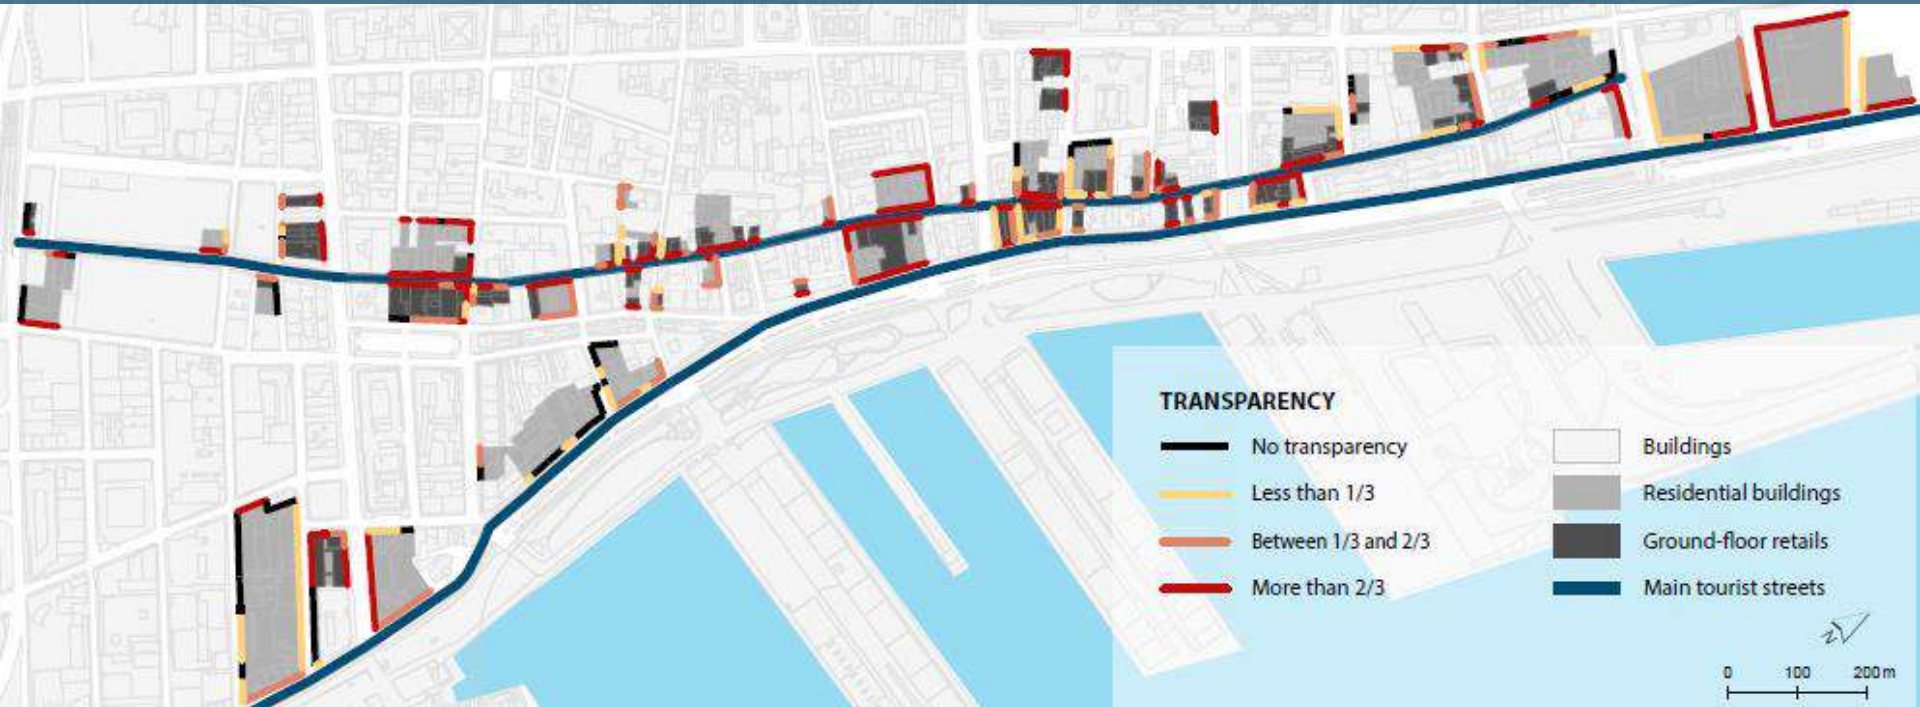 TRANSPARENCY
No transparency
Less than 1/3
Between 1/3 and 2/3
More than 2/3
Buildings
Residential buildings
Ground-floor retails
Main tourist streets
N
0 100 200 m